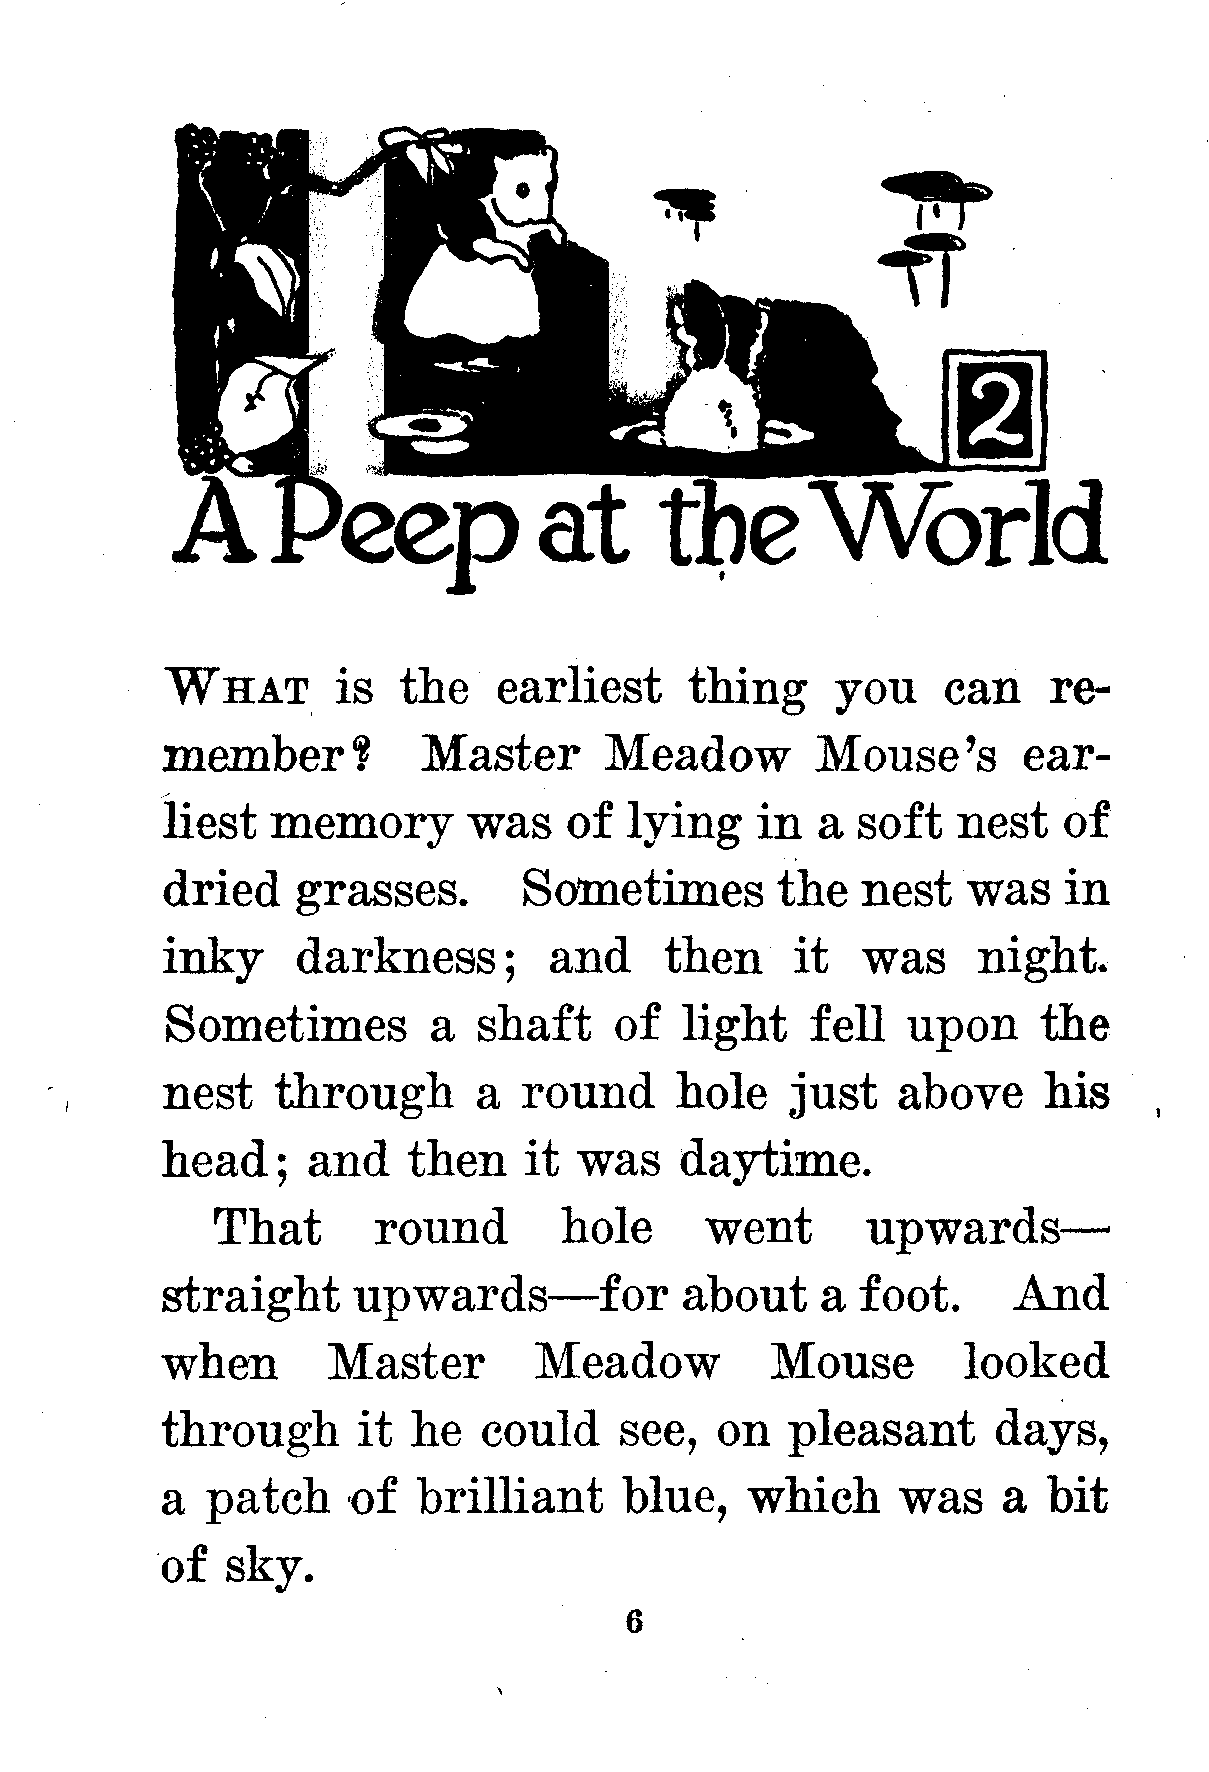 2
A Peep at the World
WHAT is the earliest thing you can re-
member? Master Meadow Mouse's ear-
liest memory was of lying in a soft nest of
dried grasses. Sometimes the nest was in
inky darkness; and then it was night.
Sometimes a shaft of light fell upon the
nest through a round hole just above his
head; and then it was daytime.
That round hole went upwards—
straight upwards—for about a foot. And
when Master Meadow Mouse looked
through it he could see, on pleasant days,
a patch of brilliant blue, which was a bit
of sky.
6